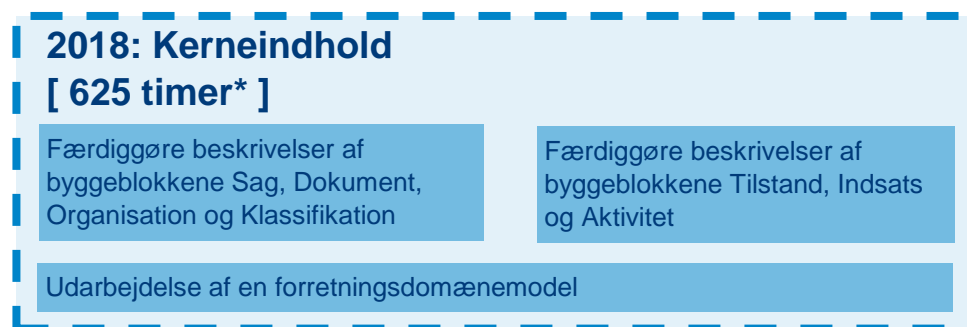 2018: Kerneindhold
[ 625 timer* ]
Færdiggøre beskrivelser af
byggeblokkene Sag, Dokument,
Organisation og Klassifikation
Færdiggøre beskrivelser af
byggeblokkene Tilstand, Indsats
og Aktivitet
Udarbejdelse af en forretningsdomænemodel